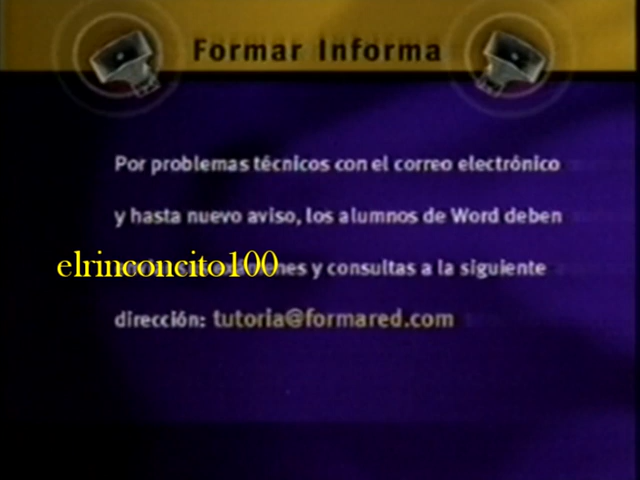 Formar Informa
Por problemas técnicos con el correo electrónico
y hasta nuevo aviso, los alumnos de Word deben
elrinconcito100
y consultas a la siguiente
dirección: tutoria@formared.com